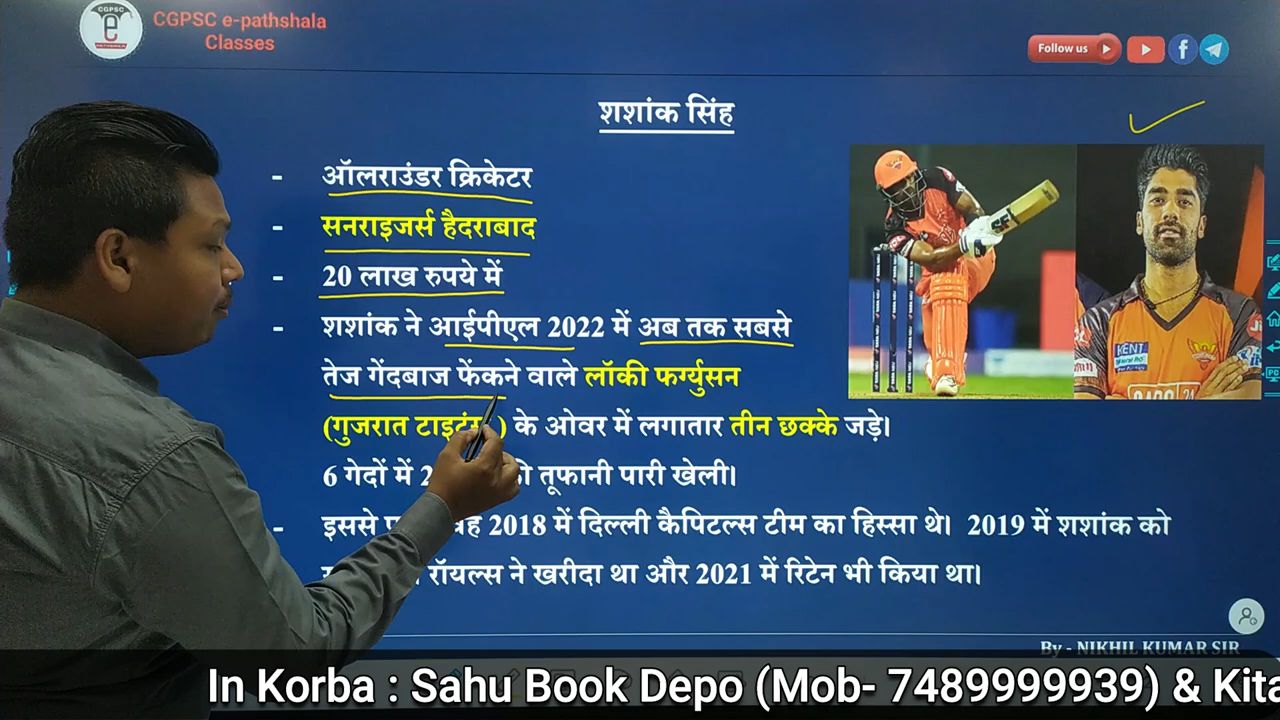 CGPSC
e
CGPSC e-pathshala
Classes
Follow us
शशांक सिंह
- ऑलराउंडर क्रिकेटर
- सनराइजर्स हैदराबाद
- 20 लाख रुपये में
- शशांक ने आईपीएल 2022 में अब तक सबसे
तेज गेंदबाज फेंकने वाले लॉकी फर्ग्युसन
(गुजरात ) के ओवर में लगातार तीन छक्के जड़े।
6 गेदों में तूफानी पारी खेली।
- इससे वह 2018 में दिल्ली कैपिटल्स टीम का हिस्सा थे। 2019 में शशांक को
रॉयल्स ने खरीदा था और 2021 में रिटेन भी किया था।
KENT
By - NIKHIL KUMAR SIR
In Korba : Sahu Book Depo (Mob- 7489999939) & Kita